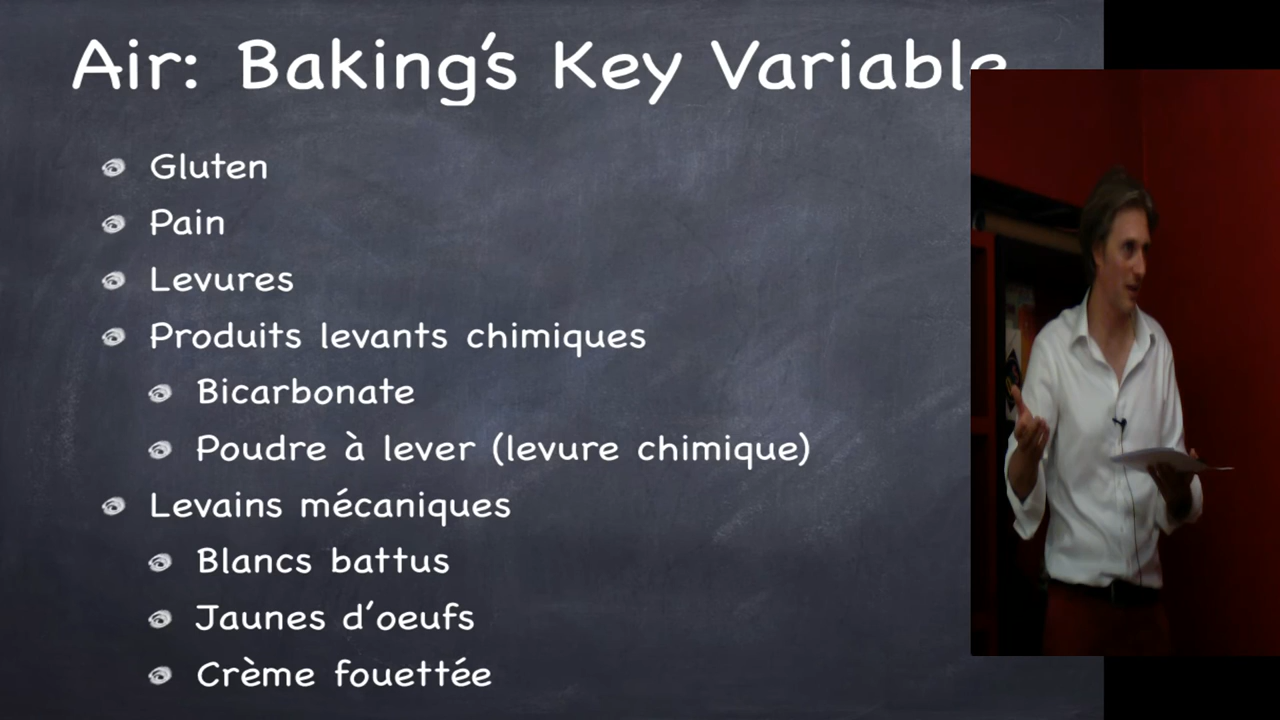 Air: Baking's Key Variable
Gluten
Pain
Levures
Produits levants chimiques
Bicarbonate
Poudre à lever (levure chimique)
Levains mécaniques
Blancs battus
Jaunes d'oeufs
Crème fouettée